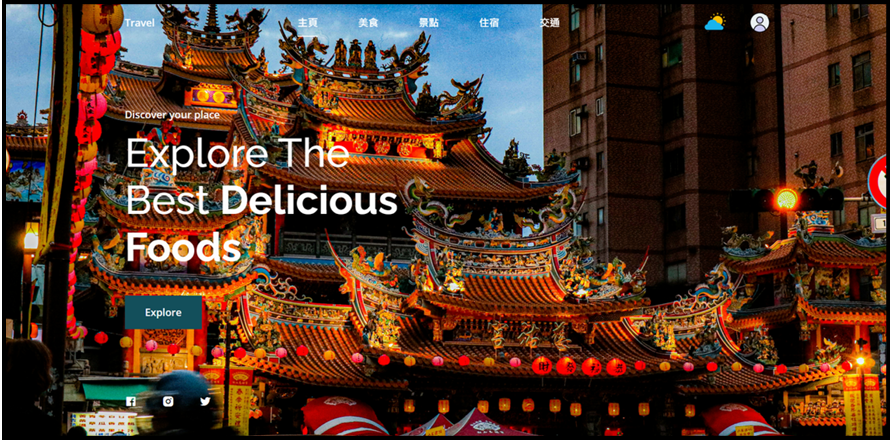 Travel
主頁
美食
景點
住宿
交通
Discover your place
Explore The
Best Delicious
Foods
Explore